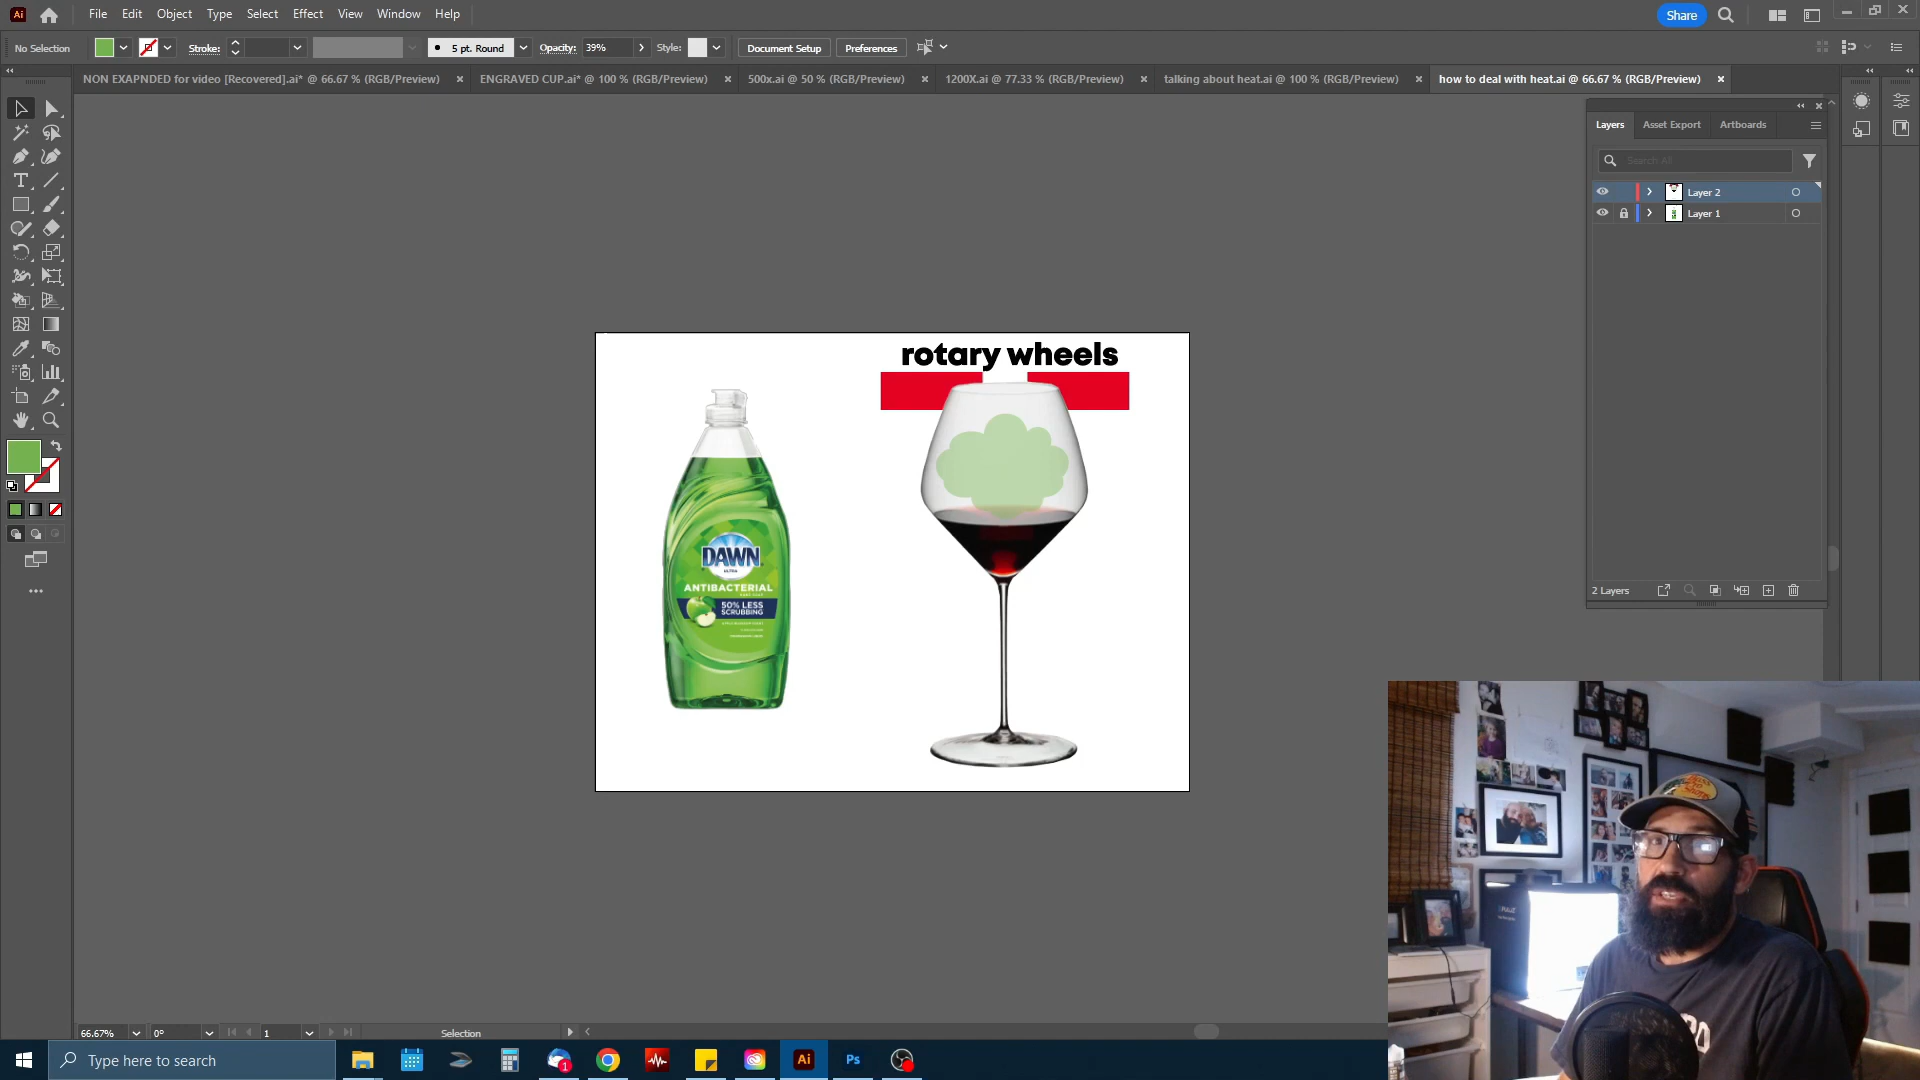 Ai File Edit Object Type Select Effect View Window Help Share
No Selection Stroke: 5 pt. Round Opacity: 39% Style: Document Setup Preferences
NON EXAPNDED for video [Recovered].ai* @ 66.67 % (RGB/Preview) ENGRAVED CUP.ai* @ 100 % (RGB/Preview) 500x.ai @ 50 % (RGB/Preview) 1200X.ai @ 77.33 % (RGB/Preview) talking about heat.ai @ 100 % (RGB/Preview) how to deal with heat.ai @ 66.67 % (RGB/Preview)
Layers Asset Export Artboards
Search All
Layer 2
Layer 1
2 Layers
rotary wheels
DAWN
ULTRA
ANTIBACTERIAL
50% LESS
SCRUBBING
66.67% 0° 1 Selection
Type here to search
1
Ai Ps